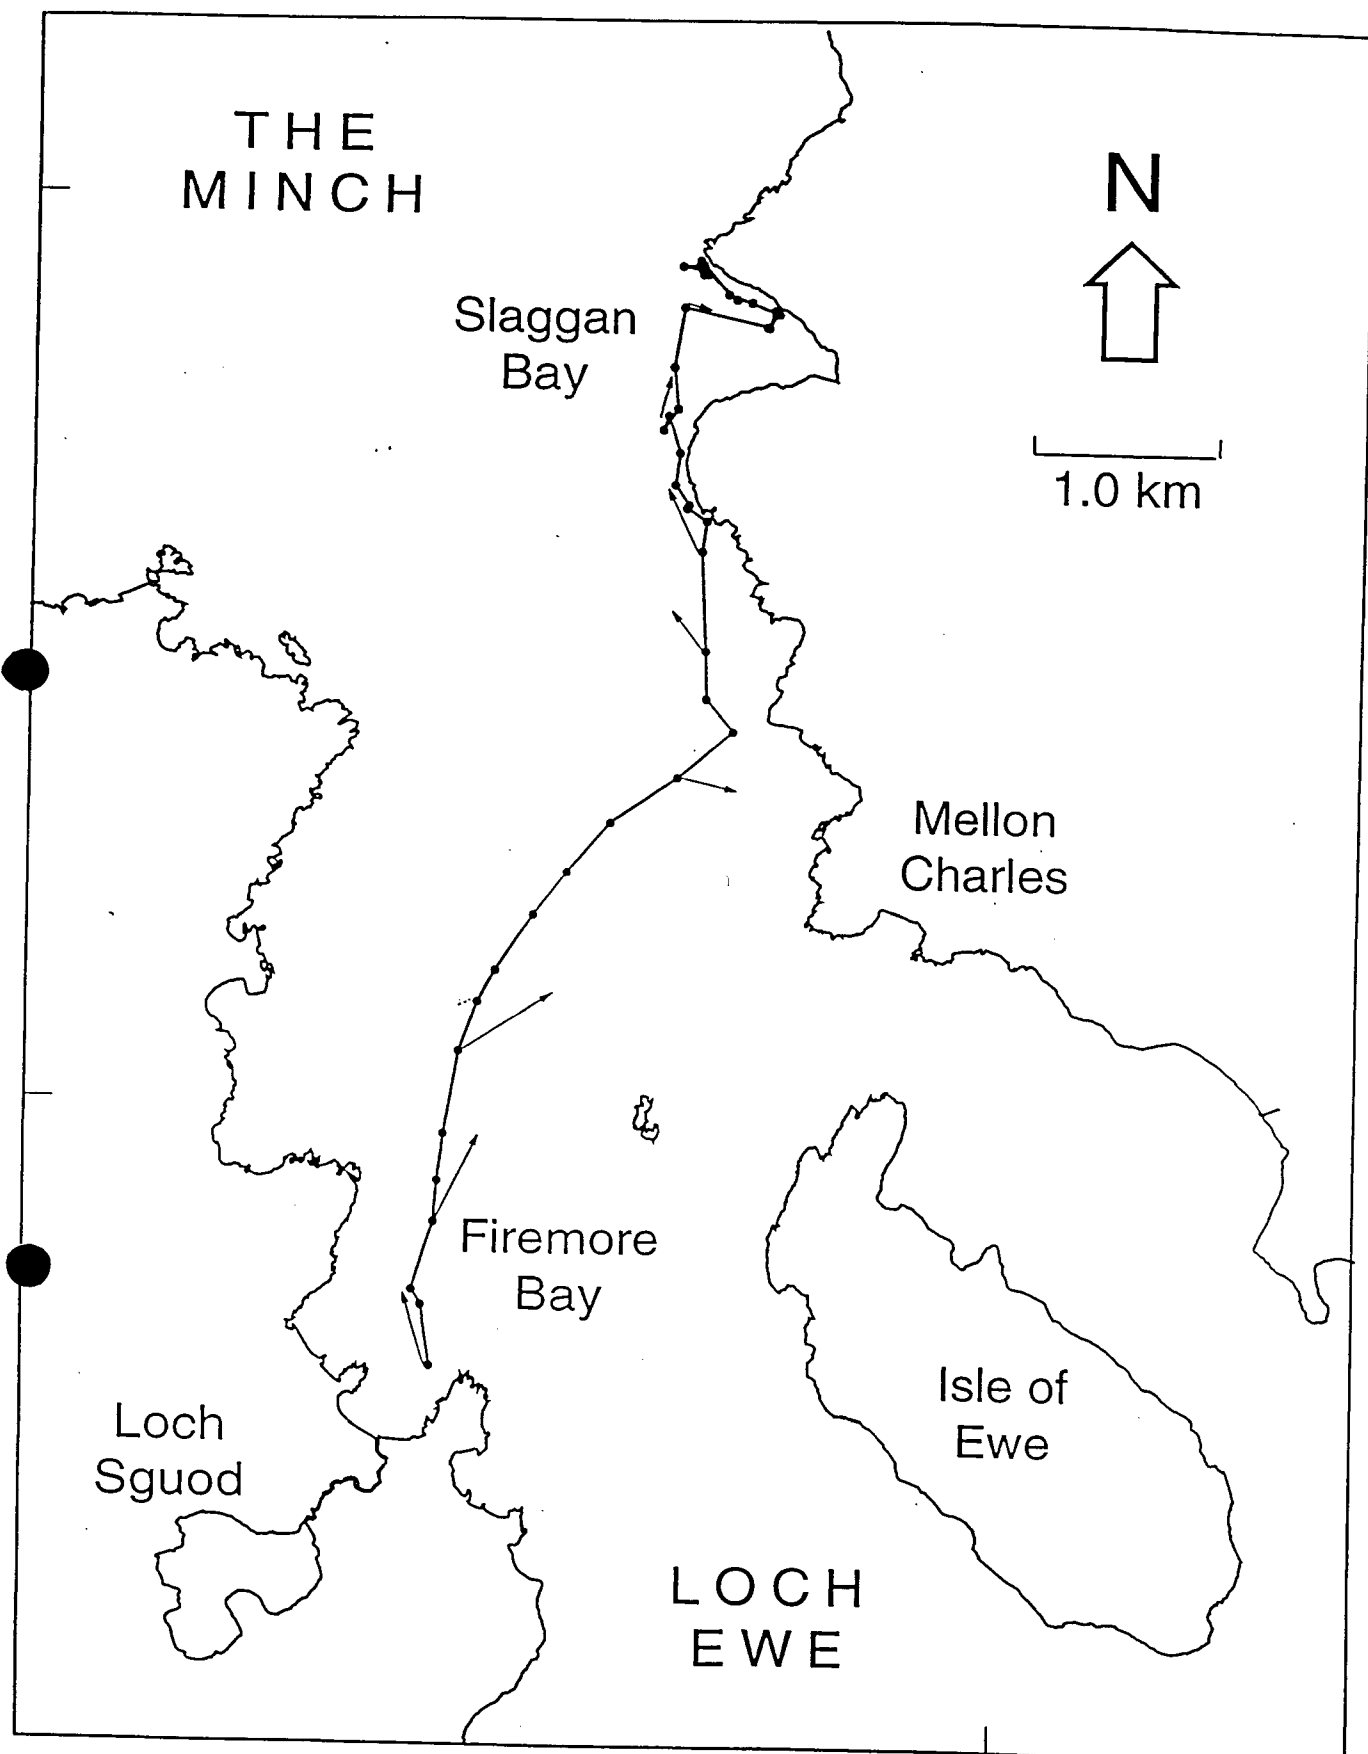 THE
MINCH
N
Slaggan
Bay
1.0 km
Mellon
Charles
Firemore
Bay
Isle of
Ewe
Loch
Sguod
LOCH
EWE